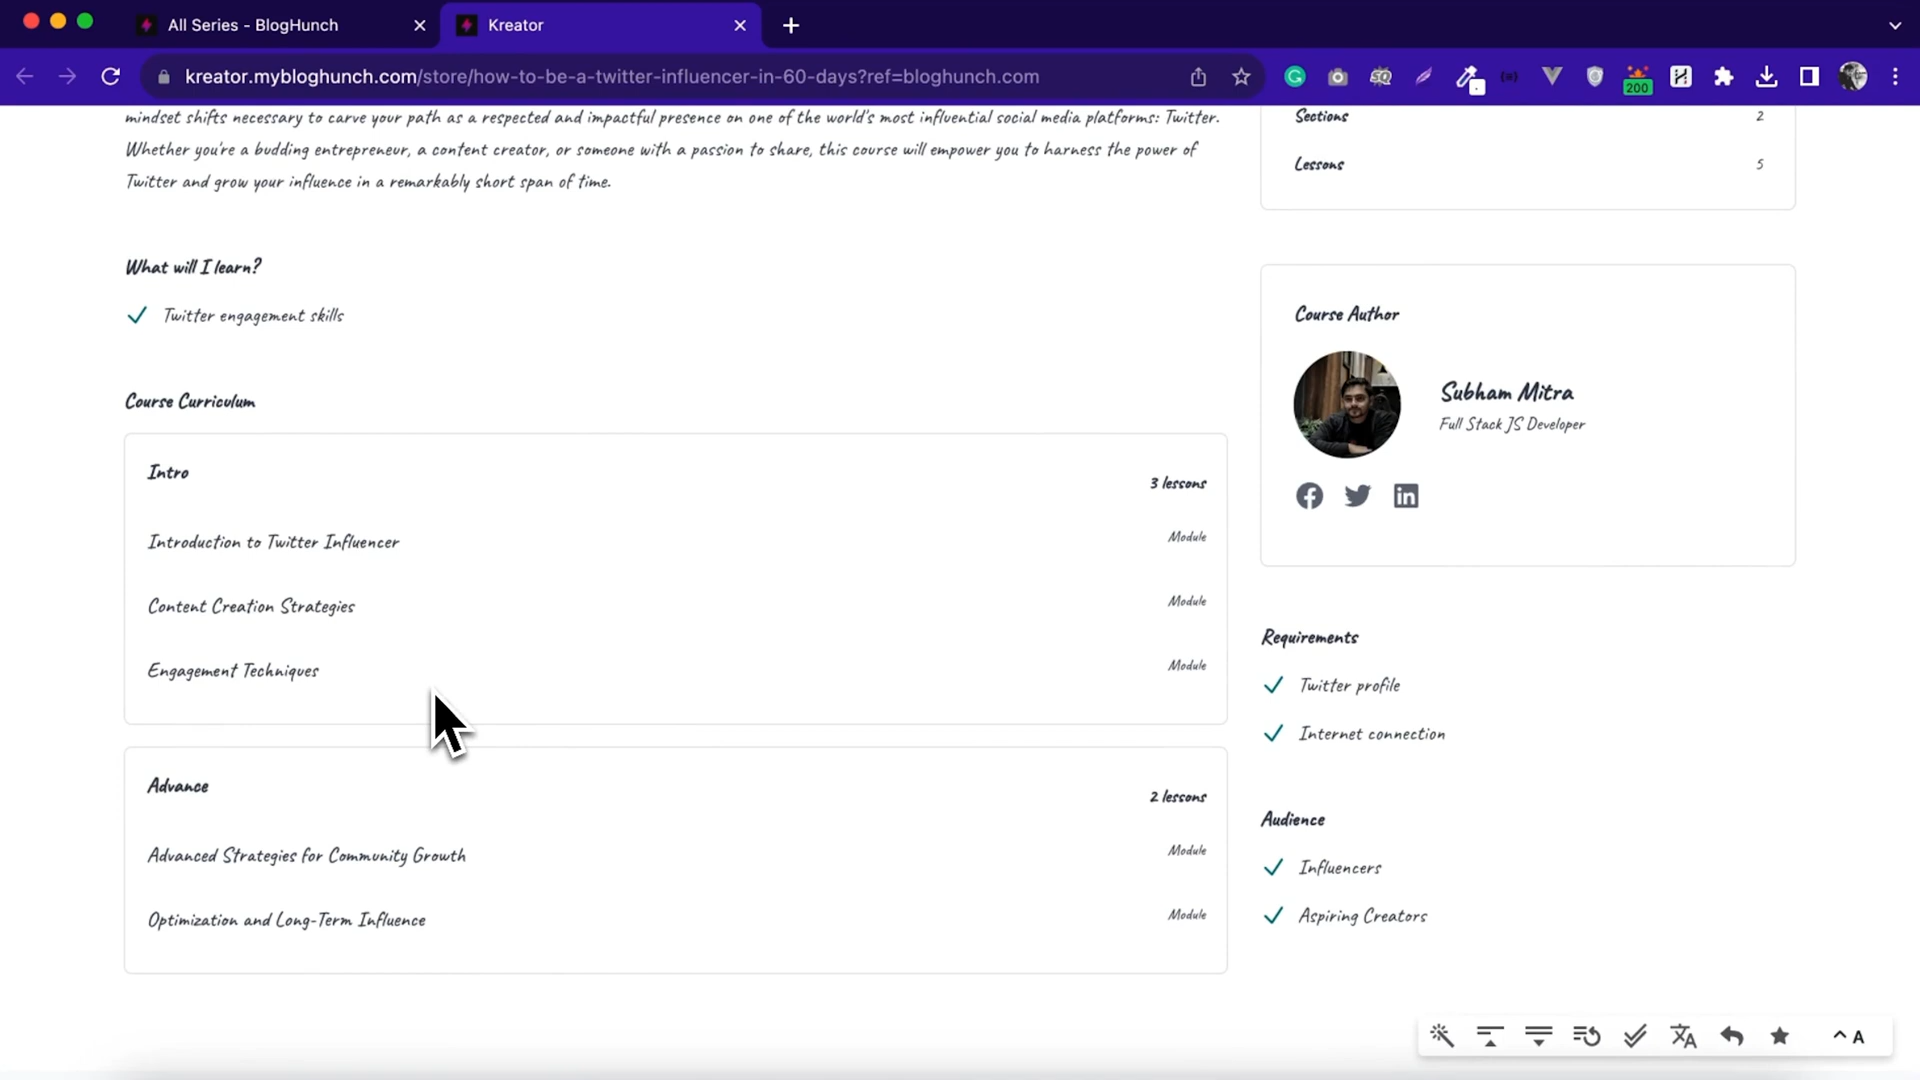 All Series - BlogHunch
Kreator
kreator.mybloghunch.com/store/how-to-be-a-twitter-influencer-in-60-days?ref=bloghunch.com
200
mindset shifts necessary to carve your path as a respected and impactful presence on one of the world's most influential social media platforms: Twitter.
Whether you're a budding entrepreneur, a content creator, or someone with a passion to share, this course will empower you to harness the power of
Twitter and grow your influence in a remarkably short span of time.
What will I learn?
Twitter engagement skills
Course Curriculum
Intro
3 lessons
Introduction to Twitter Influencer
Module
Content Creation Strategies
Module
Engagement Techniques
Module
Advance
2 lessons
Advanced Strategies for Community Growth
Module
Optimization and Long-Term Influence
Module
Sections
2
Lessons
5
Course Author
Subham Mitra
Full Stack JS Developer
Requirements
Twitter profile
Internet connection
Audience
Influencers
Aspiring Creators
A